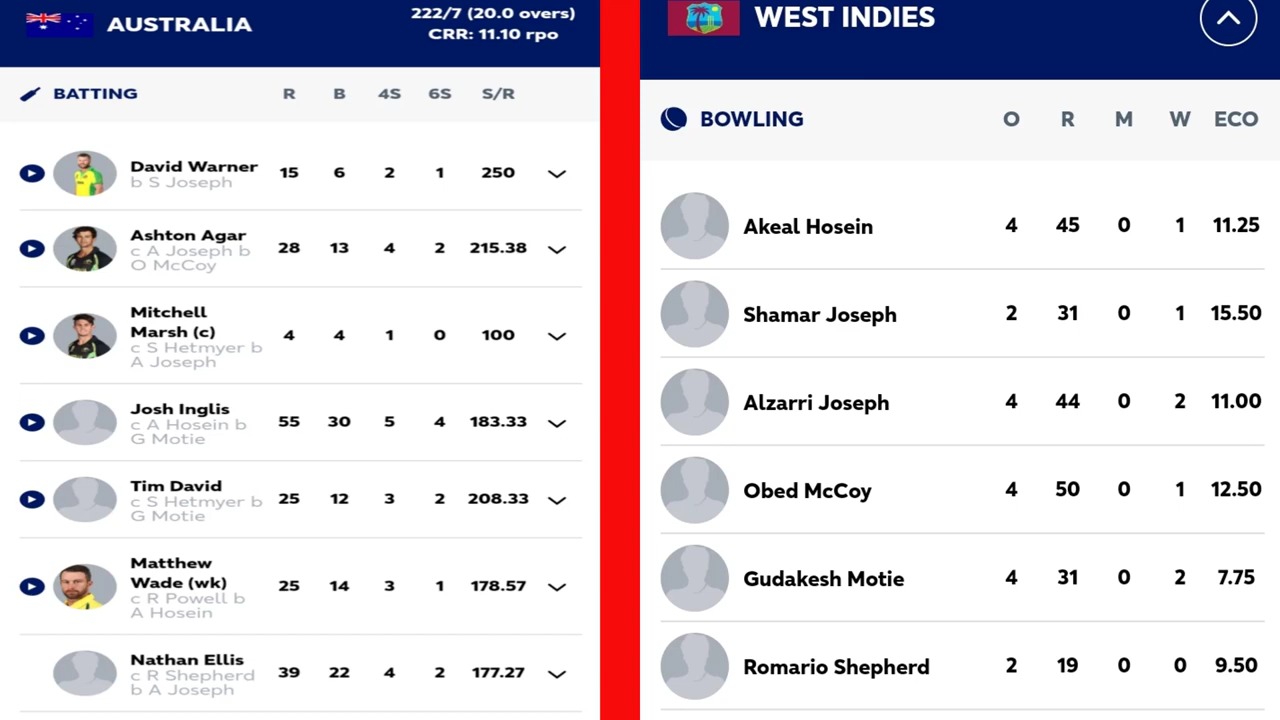 AUSTRALIA
222/7 (20.0 overs)
CRR: 11.10 rpo
BATTING R B 4S 6S S/R
David Warner 15 6 2 1 250
b S Joseph
Ashton Agar 28 13 4 2 215.38
c A Joseph b
O McCoy
Mitchell
Marsh (c) 4 4 1 0 100
c S Hetmyer b
A Joseph
Josh Inglis 55 30 5 4 183.33
c A Hosein b
G Motie
Tim David 25 12 3 2 208.33
c S Hetmyer b
G Motie
Matthew
Wade (wk) 25 14 3 1 178.57
c R Powell b
A Hosein
Nathan Ellis 39 22 4 2 177.27
c R Shepherd
b A Joseph
WEST INDIES
BOWLING O R M W ECO
Akeal Hosein 4 45 0 1 11.25
Shamar Joseph 2 31 0 1 15.50
Alzarri Joseph 4 44 0 2 11.00
Obed McCoy 4 50 0 1 12.50
Gudakesh Motie 4 31 0 2 7.75
Romario Shepherd 2 19 0 0 9.50